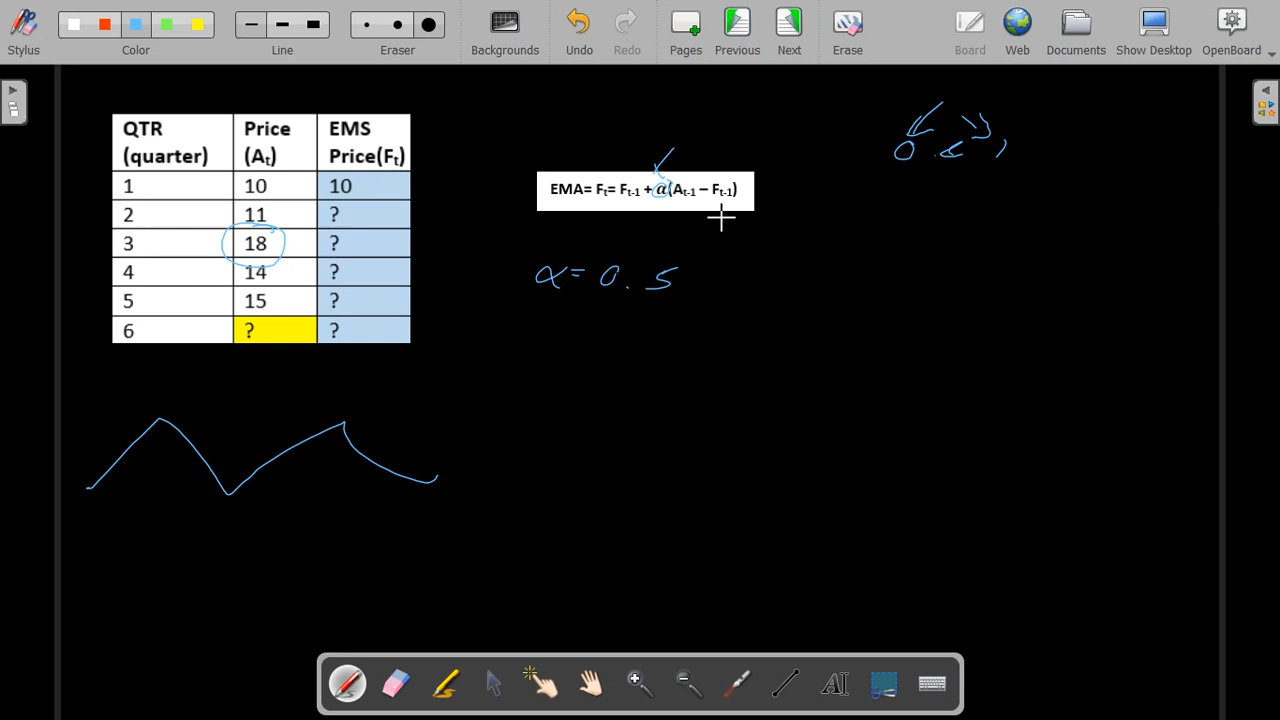 Stylus Color Line Eraser Backgrounds Undo Redo Pages Previous Next Erase Board Web Documents Show Desktop OpenBoard
QTR (quarter) Price (At) EMS Price(Ft)
1 10 10
2 11 ?
3 18 ?
4 14 ?
5 15 ?
6 ? ?
EMA= Ft= Ft-1 + α(At-1 – Ft-1)
α = 0.5